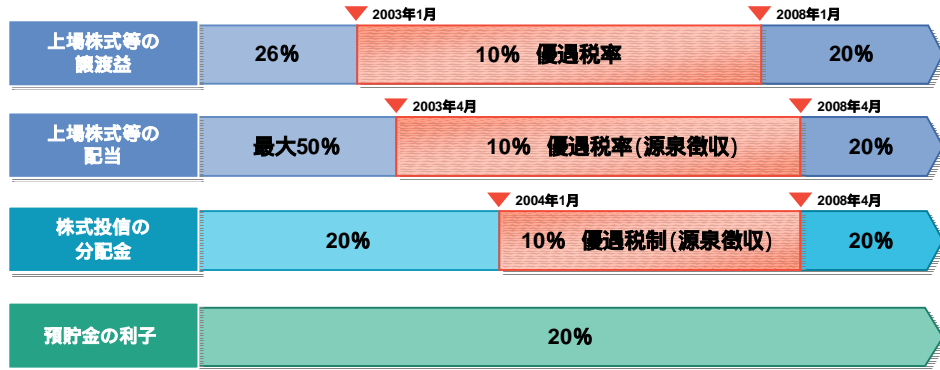 2003年1月
2008年1月
上場株式等の
譲渡益
26%
10% 優遇税率
20%
2003年4月
2008年4月
上場株式等の
配当
最大50%
10% 優遇税率(源泉徴収)
20%
2004年1月
2008年4月
株式投信の
分配金
20%
10% 優遇税制(源泉徴収)
20%
預貯金の利子
20%